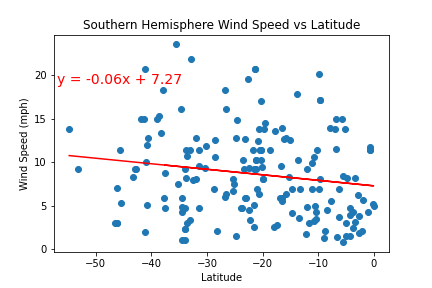 Southern Hemisphere Wind Speed vs Latitude
y = -0.06x + 7.27
Wind Speed (mph)
20
15
10
5
0
−50
−40
−30
−20
−10
0
Latitude